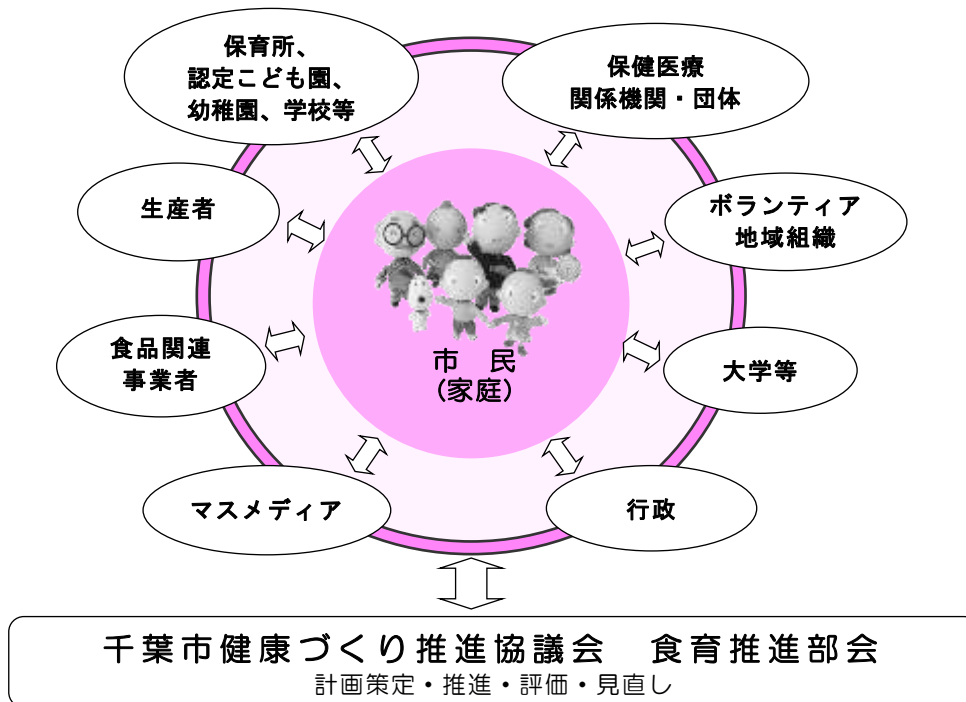 保育所、
認定こども園、
幼稚園、学校等
保健医療
関係機関・団体
生産者
ボランティア
地域組織
食品関連
事業者
市　民
(家庭)
大学等
マスメディア
行政
千葉市健康づくり推進協議会　食育推進部会
計画策定・推進・評価・見直し